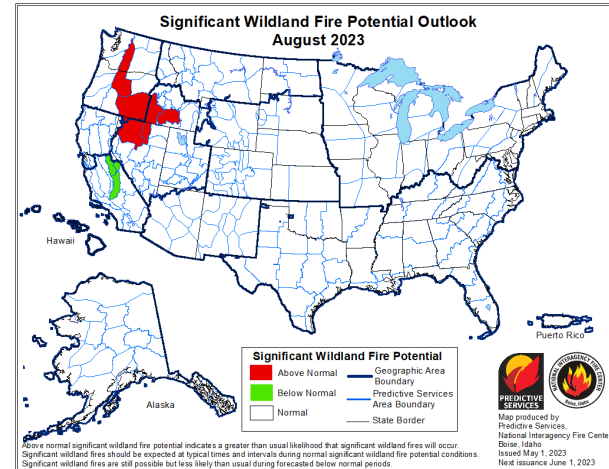 Significant Wildland Fire Potential Outlook
August 2023
Hawaii
Alaska
Puerto Rico
Significant Wildland Fire Potential
Above Normal
Below Normal
Normal
Geographic Area
Boundary
Predictive Services
Area Boundary
State Border
PREDICTIVE
SERVICES
NATIONAL INTERAGENCY FIRE CENTER
Boise, Idaho
Map produced by
Predictive Services,
National Interagency Fire Cente
Boise, Idaho
Issued May 1, 2023
Next issuance June 1, 2023
Above normal significant wildland fire potential indicates a greater than usual likelihood that significant wildland fires will occur.
Significant wildland fires should be expected at typical times and intervals during normal significant wildland fire potential conditions.
Significant wildland fires are still possible but less likely than usual during forecasted below normal periods.